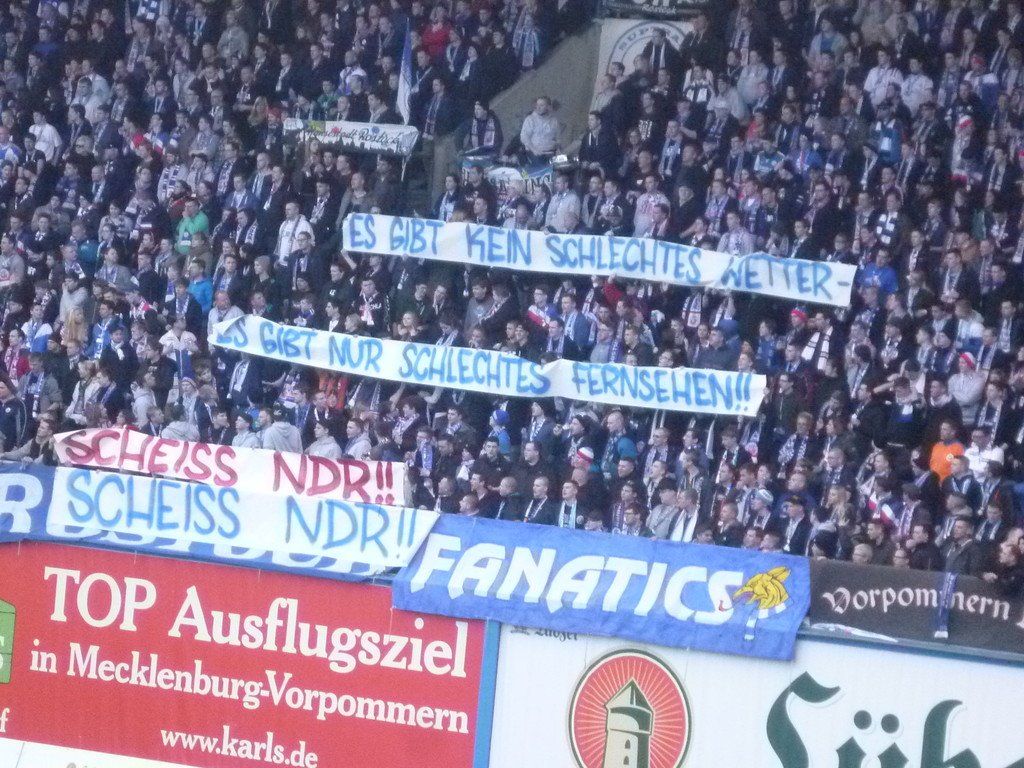 ES GIBT KEIN SCHLECHTES WETTER-
ES GIBT NUR SCHLECHTES FERNSEHEN!!
SCHEISS NDR!!
SCHEISS NDR!!
FANATICS
Vorpommern
TOP Ausflugsziel
in Mecklenburg-Vorpommern
www.karls.de
Lübzer